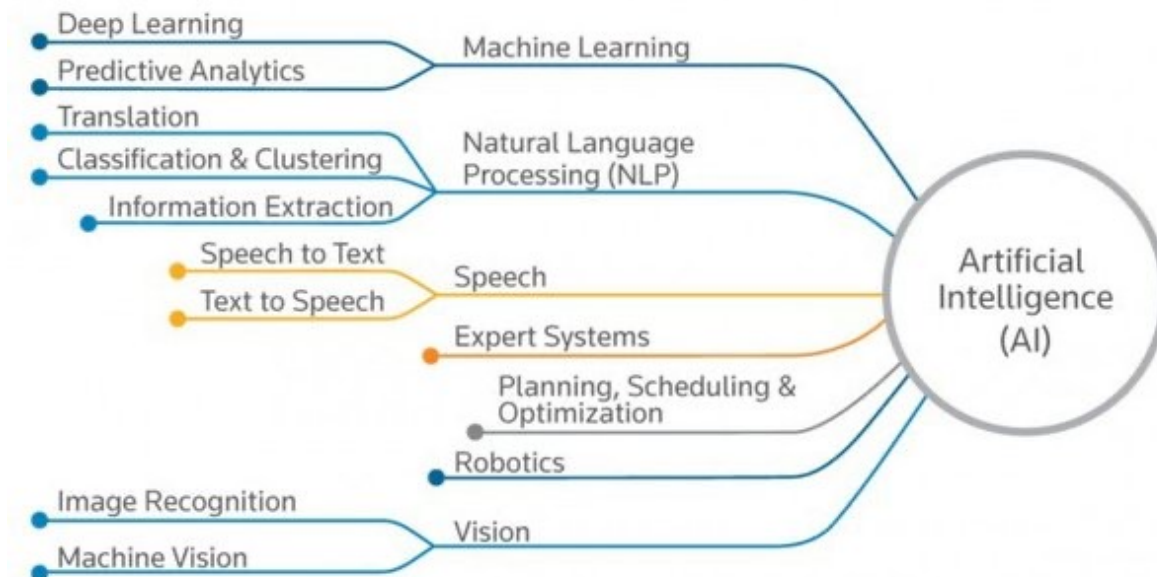 Deep Learning
Machine Learning
Predictive Analytics
Translation
Natural Language
Processing (NLP)
Classification & Clustering
Information Extraction
Speech to Text
Speech
Text to Speech
Expert Systems
Planning, Scheduling &
Optimization
Robotics
Image Recognition
Vision
Machine Vision
Artificial
Intelligence
(AI)